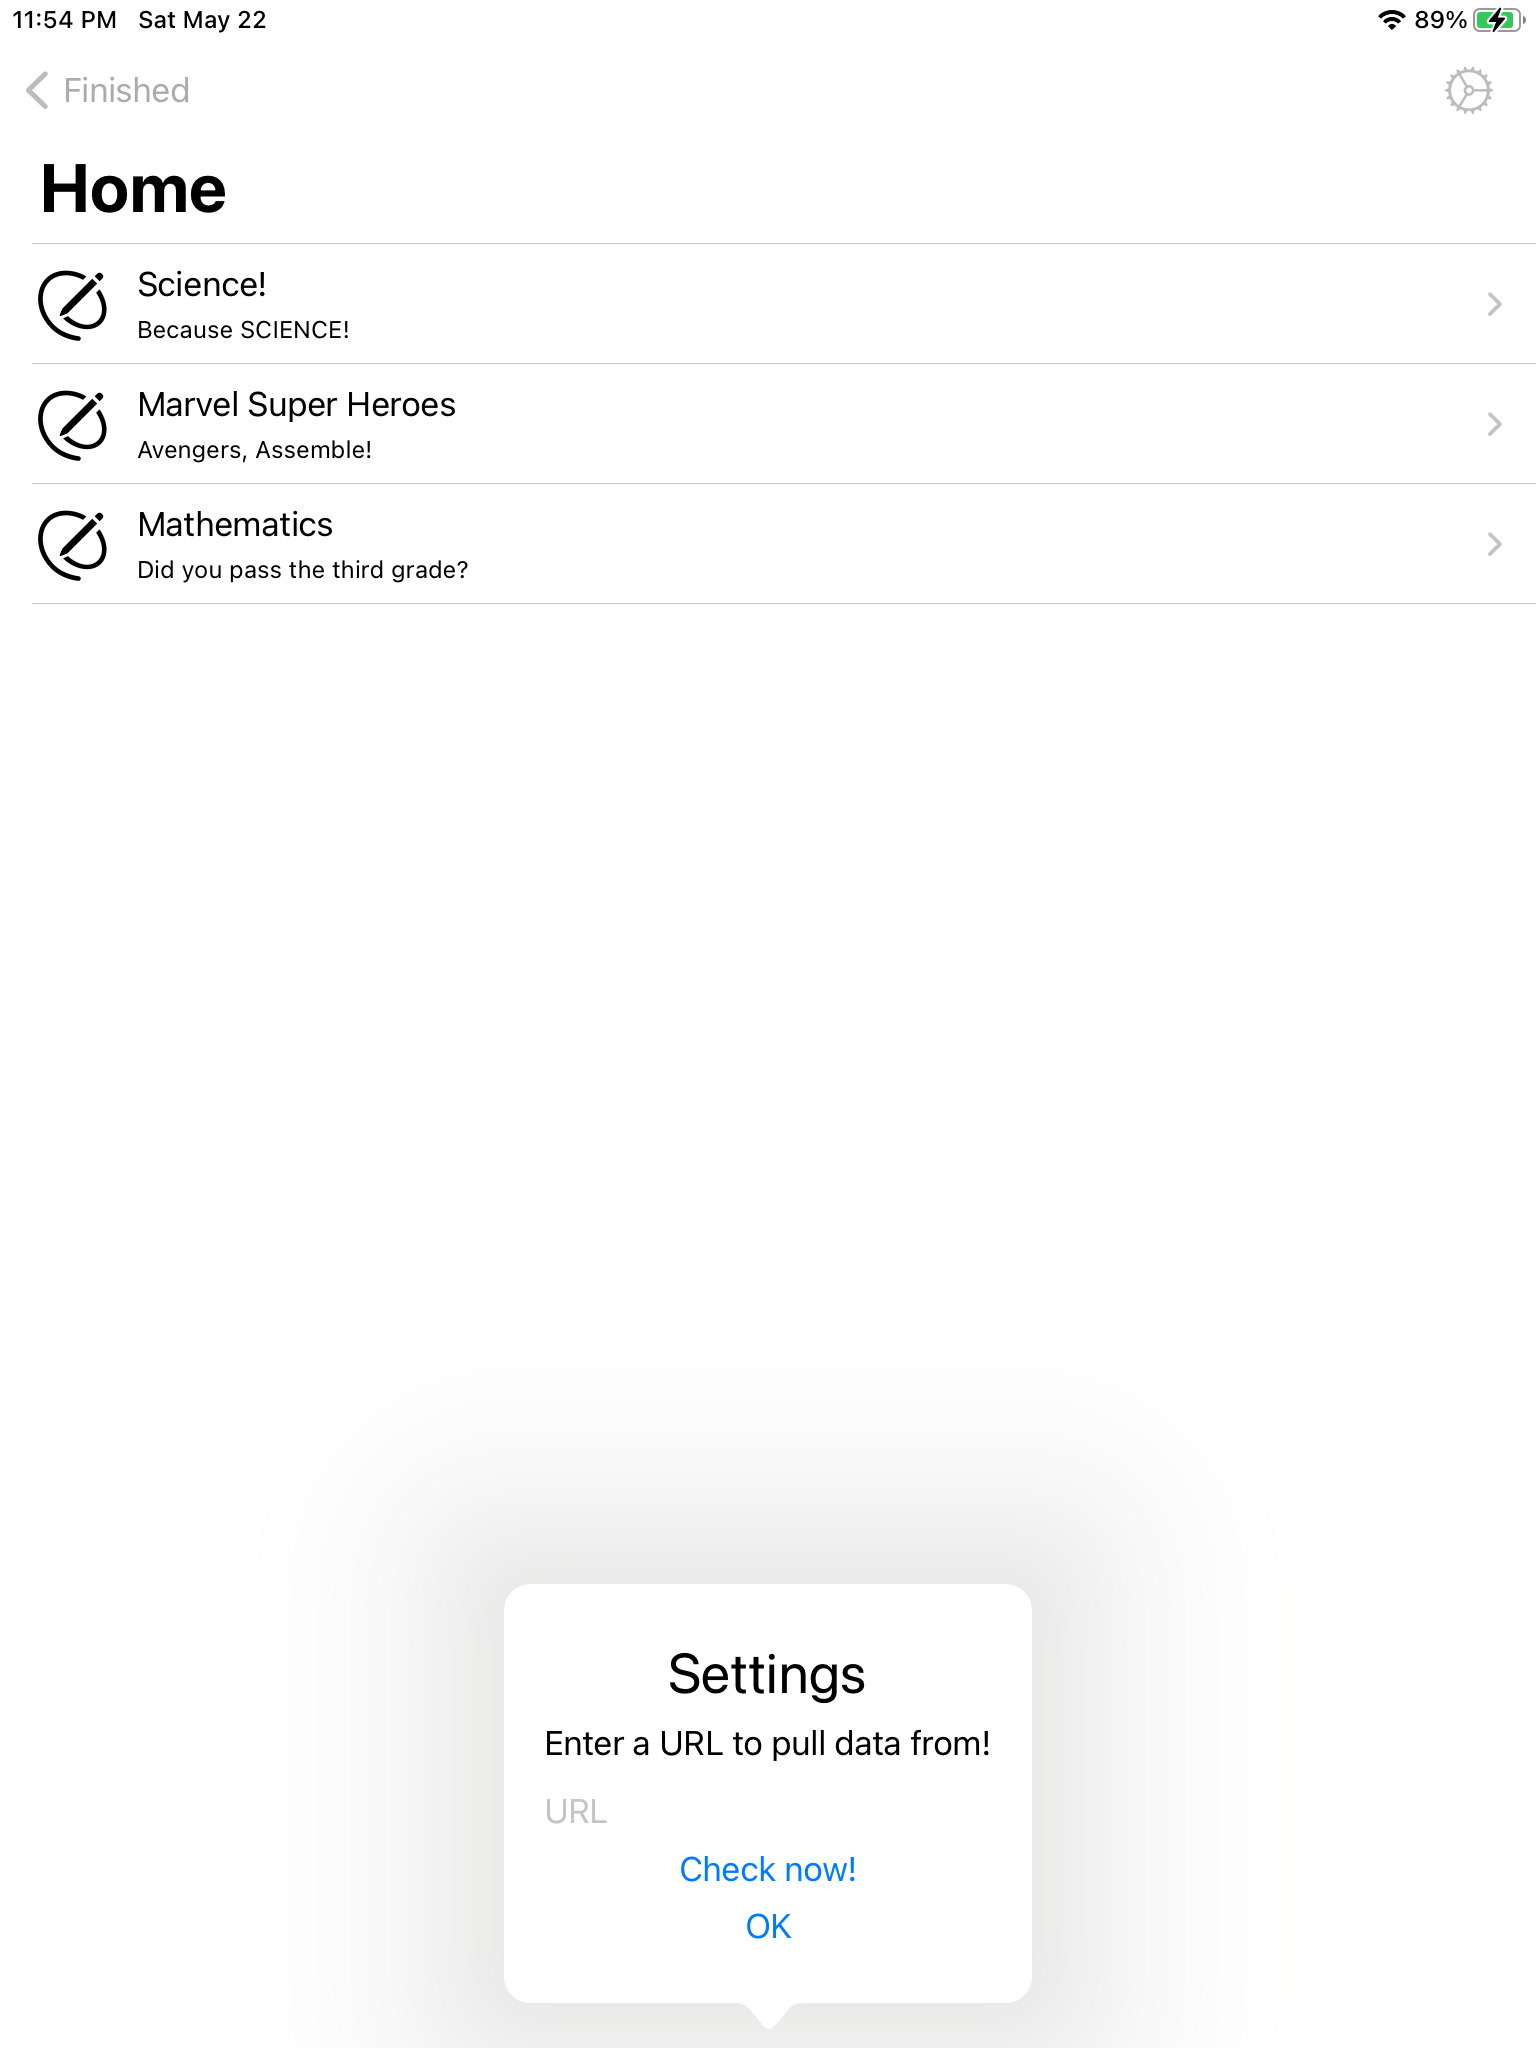 11:54 PM Sat May 22 89%
Finished
Home
Science!
Because SCIENCE!
Marvel Super Heroes
Avengers, Assemble!
Mathematics
Did you pass the third grade?
Settings
Enter a URL to pull data from!
URL
Check now!
OK